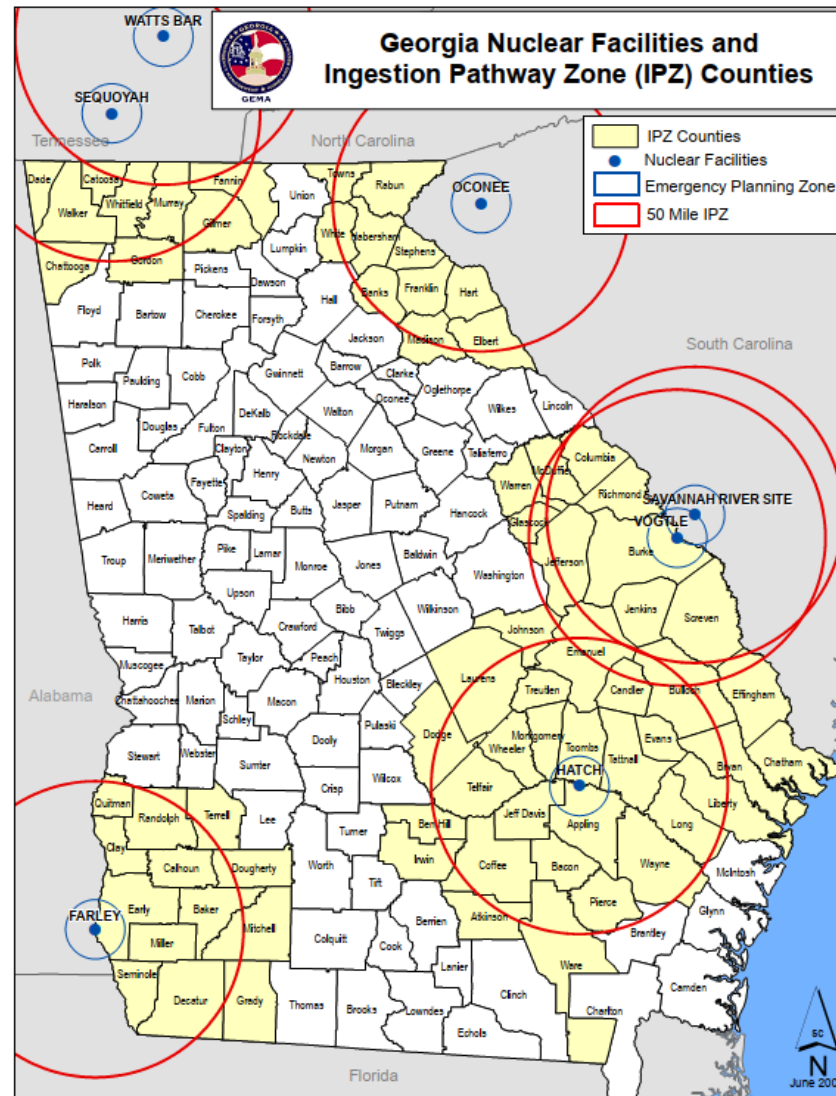 WATTS BAR
Georgia Nuclear Facilities and
Ingestion Pathway Zone (IPZ) Counties
GEMA
SEQUOYAH
Tennessee
North Carolina
IPZ Counties
Nuclear Facilities
Emergency Planning Zone
50 Mile IPZ
OCONEE
Dade
Catoosa
Fannin
Towns
Rabun
Union
Walker
Whitfield
Murray
Gilmer
White
Habersham
Lumpkin
Stephens
Chattooga
Gordon
Pickens
Dawson
Banks
Franklin
Hart
Floyd
Bartow
Cherokee
Forsyth
Hall
Jackson
Madison
Elbert
South Carolina
Polk
Paulding
Cobb
Gwinnett
Barrow
Clarke
Oconee
Oglethorpe
Wilkes
Lincoln
Haralson
Douglas
Fulton
DeKalb
Walton
Rockdale
Carroll
Clayton
Newton
Morgan
Greene
Taliaferro
McDuffie
Columbia
Warren
Richmond
Heard
Coweta
Fayette
Henry
Spalding
Butts
Jasper
Putnam
Hancock
Glascock
SAVANNAH RIVER SITE
VOGTLE
Troup
Meriwether
Pike
Lamar
Monroe
Jones
Baldwin
Jefferson
Burke
Upson
Washington
Harris
Talbot
Crawford
Bibb
Wilkinson
Twiggs
Jenkins
Screven
Johnson
Muscogee
Taylor
Peach
Houston
Emanuel
Alabama
Chattahoochee
Marion
Macon
Bleckley
Laurens
Treutlen
Candler
Bulloch
Effingham
Schley
Pulaski
Dodge
Montgomery
Wheeler
Toombs
Evans
Tattnall
Stewart
Webster
Sumter
Dooly
Wilcox
Bryan
Chatham
HATCH
Quitman
Randolph
Terrell
Lee
Crisp
Telfair
Liberty
Turner
Ben Hill
Jeff Davis
Appling
Long
Clay
Calhoun
Dougherty
Worth
Irwin
Coffee
Bacon
Wayne
McIntosh
Tift
FARLEY
Early
Baker
Mitchell
Berrien
Atkinson
Pierce
Glynn
Brantley
Miller
Colquitt
Cook
Lanier
Ware
Seminole
Decatur
Grady
Thomas
Brooks
Lowndes
Clinch
Charlton
Camden
Echols
Florida
SC
N
June 200